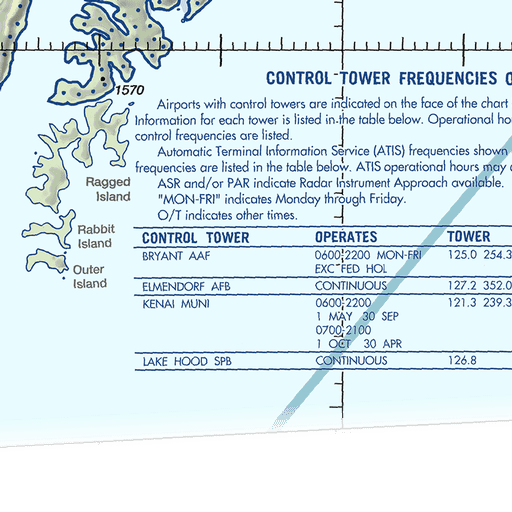 1570
CONTROL TOWER FREQUENCIES O
Airports with control towers are indicated on the face of the chart
Information for each tower is listed in the table below. Operational ho
control frequencies are listed.
Automatic Terminal Information Service (ATIS) frequencies shown
frequencies are listed in the table below. ATIS operational hours may
ASR and/or PAR indicate Radar Instrument Approach available.
"MON-FRI" indicates Monday through Friday.
O/T indicates other times.
Ragged
Island
Rabbit
Island
Outer
Island
CONTROL TOWER OPERATES TOWER
BRYANT AAF 0600-2200 MON-FRI 125.0 254.3
EXC FED HOL
ELMENDORF AFB CONTINUOUS 127.2 352.0
KENAI MUNI 0600-2200 121.3 239.3
1 MAY 30 SEP
0700-2100
1 OCT 30 APR
LAKE HOOD SPB CONTINUOUS 126.8